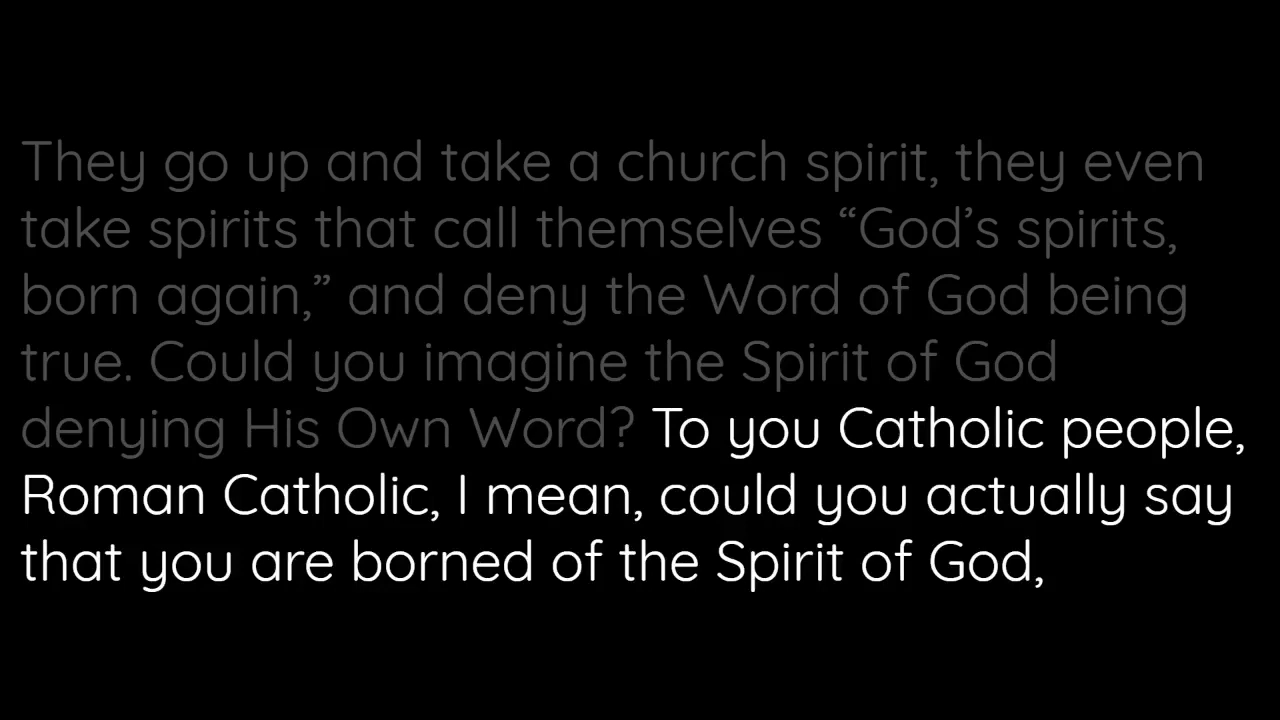 They go up and take a church spirit, they even
take spirits that call themselves “God’s spirits,
born again,” and deny the Word of God being
true. Could you imagine the Spirit of God
denying His Own Word? To you Catholic people,
Roman Catholic, I mean, could you actually say
that you are borned of the Spirit of God,